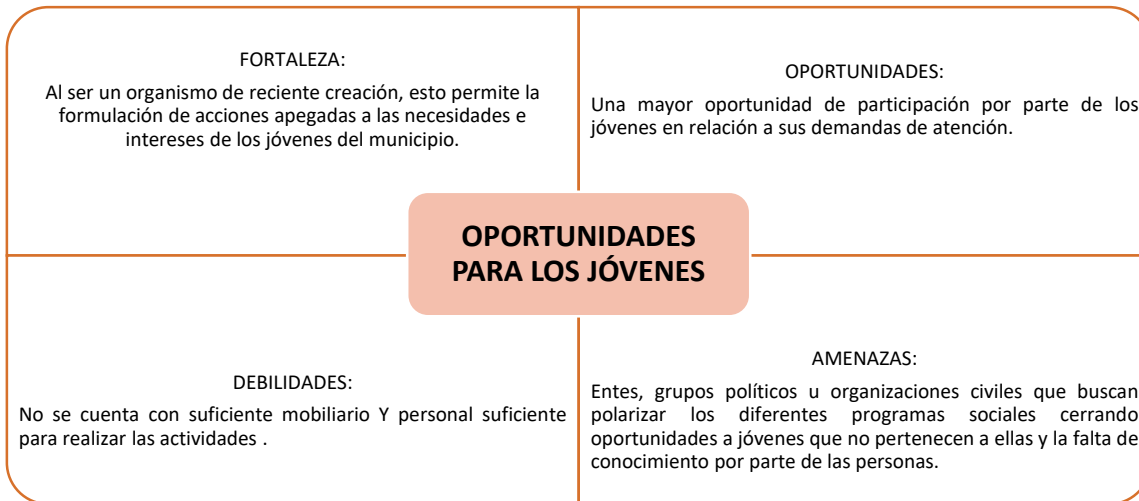 FORTALEZA:
Al ser un organismo de reciente creación, esto permite la
formulación de acciones apegadas a las necesidades e
intereses de los jóvenes del municipio.
OPORTUNIDADES:
Una mayor oportunidad de participación por parte de los
jóvenes en relación a sus demandas de atención.
OPORTUNIDADES
PARA LOS JÓVENES
DEBILIDADES:
No se cuenta con suficiente mobiliario Y personal suficiente
para realizar las actividades .
AMENAZAS:
Entes, grupos políticos u organizaciones civiles que buscan
polarizar los diferentes programas sociales cerrando
oportunidades a jóvenes que no pertenecen a ellas y la falta de
conocimiento por parte de las personas.